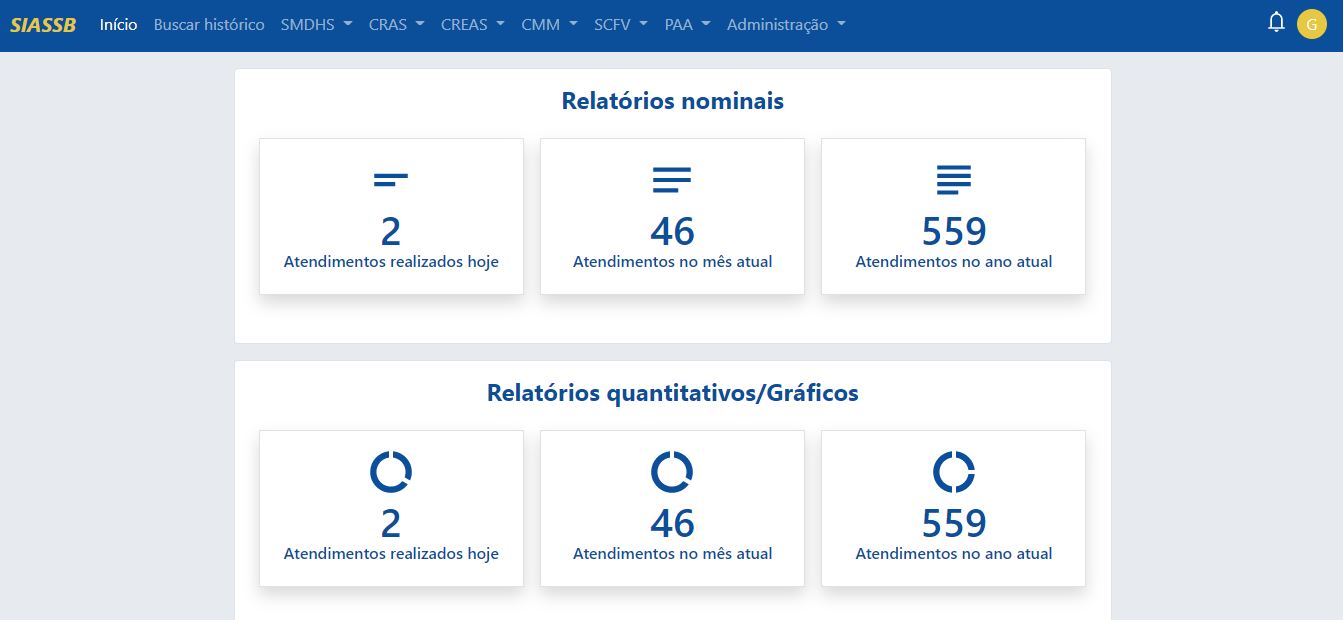 SIASSB Início Buscar histórico SMDHS CRAS CREAS CMM SCFV PAA Administração G
Relatórios nominais
2 46 559
Atendimentos realizados hoje Atendimentos no mês atual Atendimentos no ano atual
Relatórios quantitativos/Gráficos
2 46 559
Atendimentos realizados hoje Atendimentos no mês atual Atendimentos no ano atual